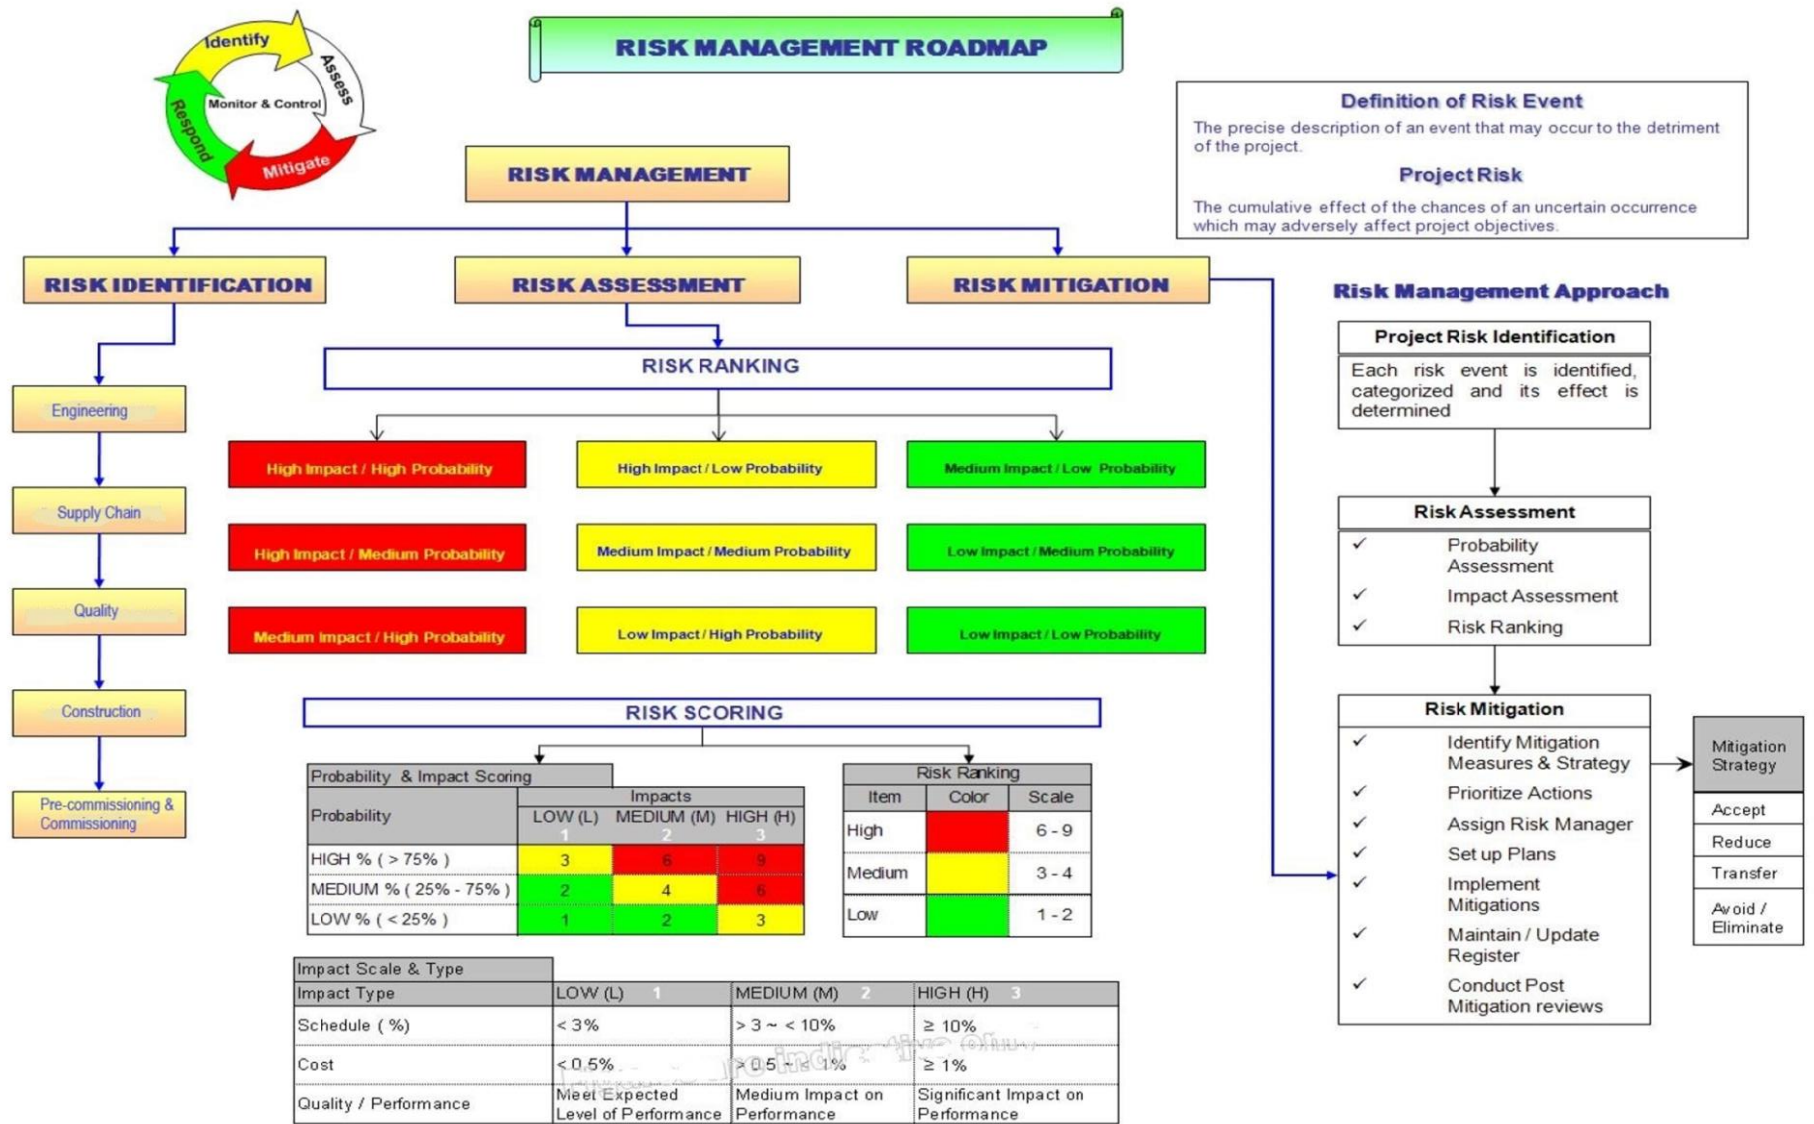 Identify
Assess
Mitigate
Respond
Monitor & Control
RISK MANAGEMENT ROADMAP
Definition of Risk Event
The precise description of an event that may occur to the detriment
of the project.
Project Risk
The cumulative effect of the chances of an uncertain occurrence
which may adversely affect project objectives.
RISK MANAGEMENT
RISK IDENTIFICATION
RISK ASSESSMENT
RISK MITIGATION
Engineering
Supply Chain
Quality
Construction
Pre-commissioning &
Commissioning
RISK RANKING
High Impact / High Probability
High Impact / Low Probability
Medium Impact / Low Probability
High Impact / Medium Probability
Medium Impact / Medium Probability
Low Impact / Medium Probability
Medium Impact / High Probability
Low Impact / High Probability
Low Impact / Low Probability
RISK SCORING
Probability & Impact Scoring
Probability
Impacts
LOW (L) MEDIUM (M) HIGH (H)
1 2 3
HIGH % ( > 75% ) 3 6 9
MEDIUM % ( 25% - 75% ) 2 4 6
LOW % ( < 25% ) 1 2 3
Risk Ranking
Item Color Scale
High 6 - 9
Medium 3 - 4
Low 1 - 2
Impact Scale & Type
Impact Type LOW (L) 1 MEDIUM (M) 2 HIGH (H) 3
Schedule ( %) < 3% > 3 ~ < 10% ≥ 10%
Cost < 0.5% > 0.5 ~ < 1% ≥ 1%
Quality / Performance
Meet Expected
Level of Performance
Medium Impact on
Performance
Significant Impact on
Performance
Risk Management Approach
Project Risk Identification
Each risk event is identified,
categorized and its effect is
determined
Risk Assessment
✓ Probability
Assessment
✓ Impact Assessment
✓ Risk Ranking
Risk Mitigation
✓ Identify Mitigation
Measures & Strategy
✓ Prioritize Actions
✓ Assign Risk Manager
✓ Set up Plans
✓ Implement
Mitigations
✓ Maintain / Update
Register
✓ Conduct Post
Mitigation reviews
Mitigation
Strategy
Accept
Reduce
Transfer
Avoid /
Eliminate